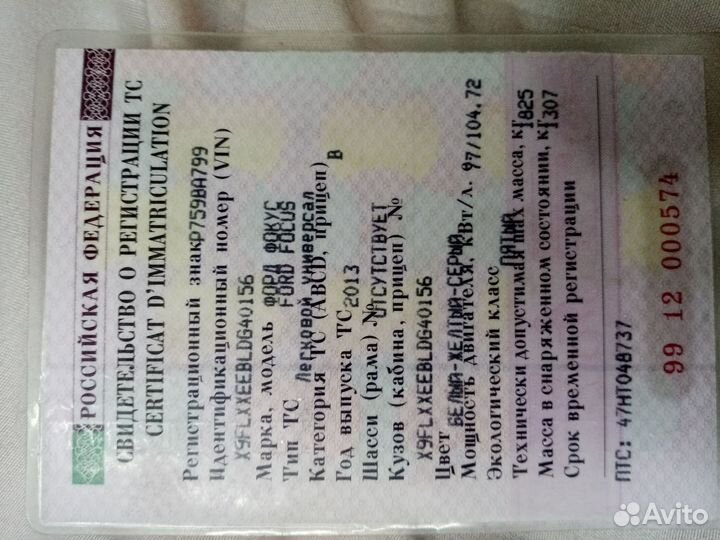 РОССИЙСКАЯ ФЕДЕРАЦИЯ
СВИДЕТЕЛЬСТВО О РЕГИСТРАЦИИ ТС
CERTIFICAT D'IMMATRICULATION
Регистрационный знак Р759ВА799
Идентификационный номер (VIN)
X9FLXXEEBLDG40156
Марка, модель ФОРД ФОКУС
FORD FOCUS
Тип ТС Легковой универсал
Категория ТС (ABCD, прицеп) В
Год выпуска ТС 2013
Шасси (рама) № ОТСУТСТВУЕТ
Кузов (кабина, прицеп) №
X9FLXXEEBLDG40156
Цвет БЕЛЫЙ-ЖЕЛТЫЙ-СЕРЫЙ
Мощность двигателя, кВт/л. 97/104.72
Экологический класс ПЯТЫЙ
Технически допустимая max масса, кг 1825
Масса в снаряженном состоянии, кг 1307
Срок временной регистрации
ПТС: 47НТ048737
99 12 000574
Avito